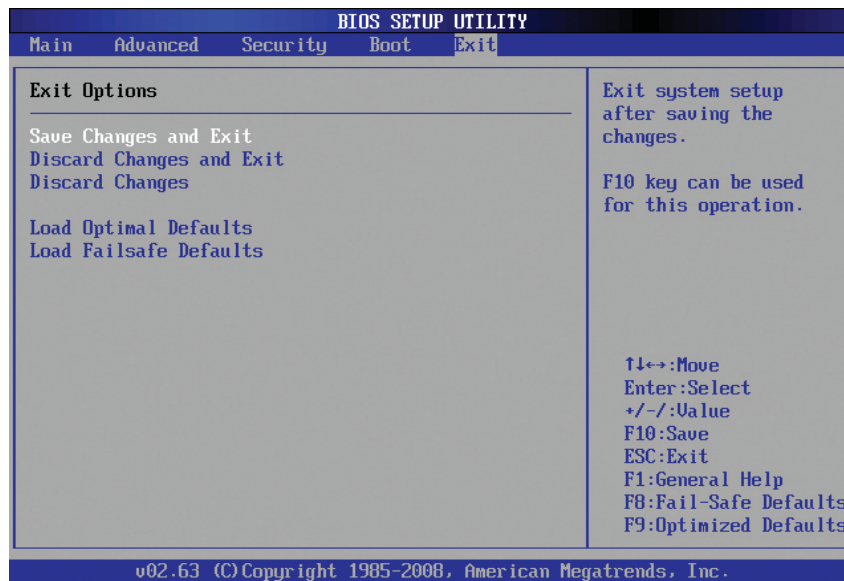 BIOS SETUP UTILITY
Main Advanced Security Boot Exit
Exit Options
Save Changes and Exit
Discard Changes and Exit
Discard Changes
Load Optimal Defaults
Load Failsafe Defaults
Exit system setup
after saving the
changes.
F10 key can be used
for this operation.
↑↓←→:Move
Enter:Select
+/-/:Value
F10:Save
ESC:Exit
F1:General Help
F8:Fail-Safe Defaults
F9:Optimized Defaults
v02.63 (C)Copyright 1985-2008, American Megatrends, Inc.